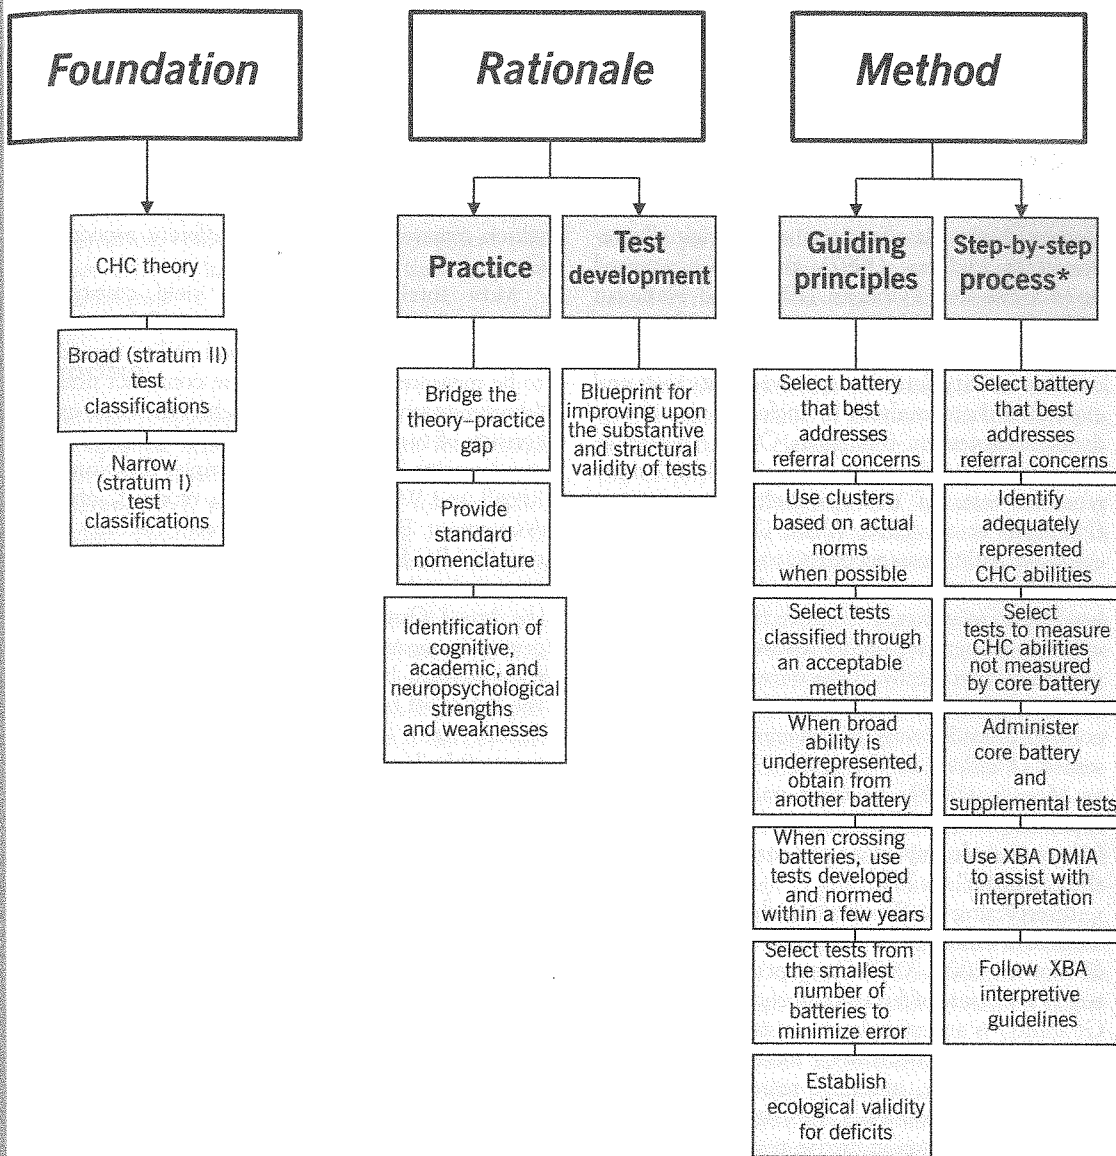 Foundation
CHC theory
Broad (stratum II)
test
classifications
Narrow
(stratum I)
test
classifications
Rationale
Practice
Bridge the
theory–practice
gap
Provide
standard
nomenclature
Identification of
cognitive,
academic, and
neuropsychological
strengths
and weaknesses
Test
development
Blueprint for
improving upon
the substantive
and structural
validity of tests
Method
Guiding
principles
Select battery
that best
addresses
referral concerns
Use clusters
based on actual
norms
when possible
Select tests
classified through
an acceptable
method
When broad
ability is
underrepresented,
obtain from
another battery
When crossing
batteries, use
tests developed
and normed
within a few years
Select tests from
the smallest
number of
batteries to
minimize error
Establish
ecological validity
for deficits
Step-by-step
process*
Select battery
that best
addresses
referral concerns
Identify
adequately
represented
CHC abilities
Select
tests to measure
CHC abilities
not measured
by core battery
Administer
core battery
and
supplemental tests
Use XBA DMIA
to assist with
interpretation
Follow XBA
interpretive
guidelines